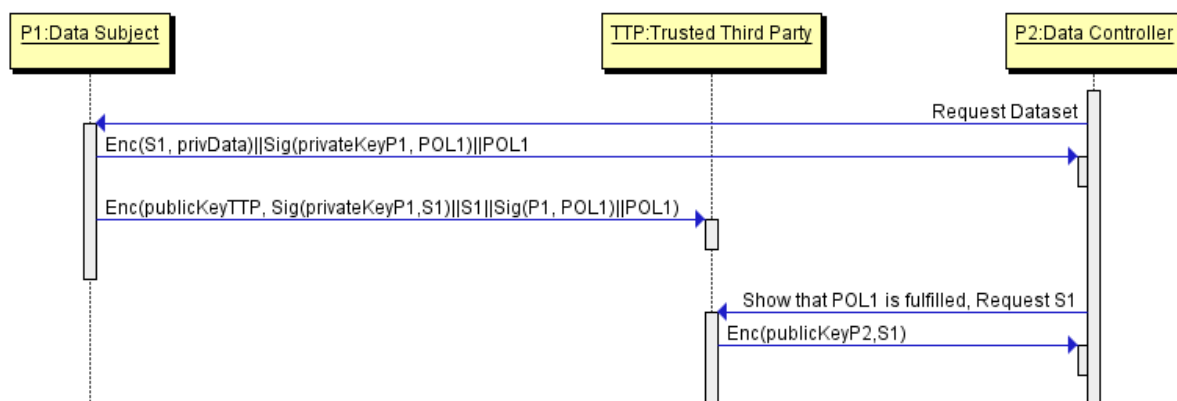 P1:Data Subject
TTP:Trusted Third Party
P2:Data Controller
Request Dataset
Enc(S1, privData)||Sig(privateKeyP1, POL1)||POL1
Enc(publicKeyTTP, Sig(privateKeyP1,S1)||S1||Sig(P1, POL1)||POL1)
Show that POL1 is fulfilled, Request S1
Enc(publicKeyP2,S1)